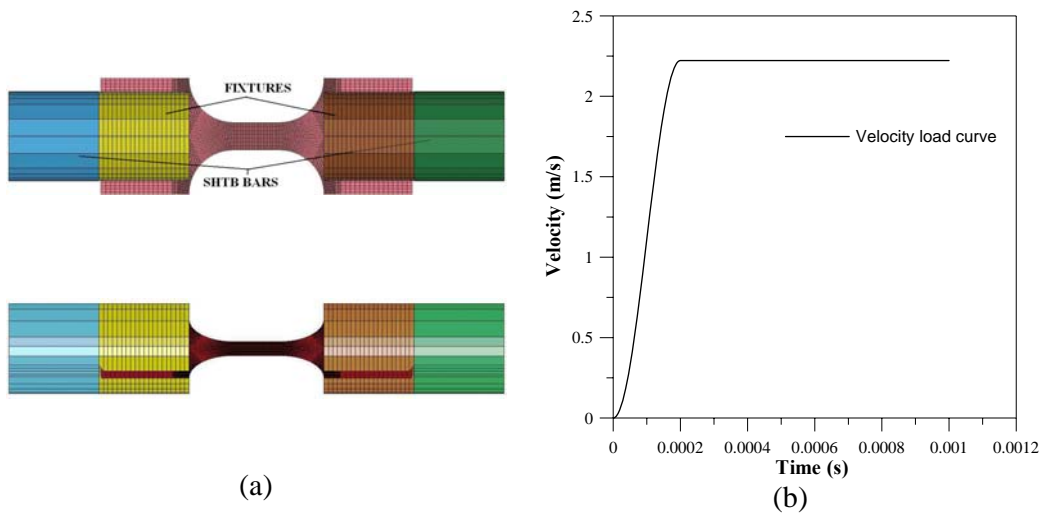 FIXTURES
SHTB BARS
(a)
2.5
2
1.5
1
0.5
0
Velocity (m/s)
Velocity load curve
0 0.0002 0.0004 0.0006 0.0008 0.001 0.0012
Time (s)
(b)